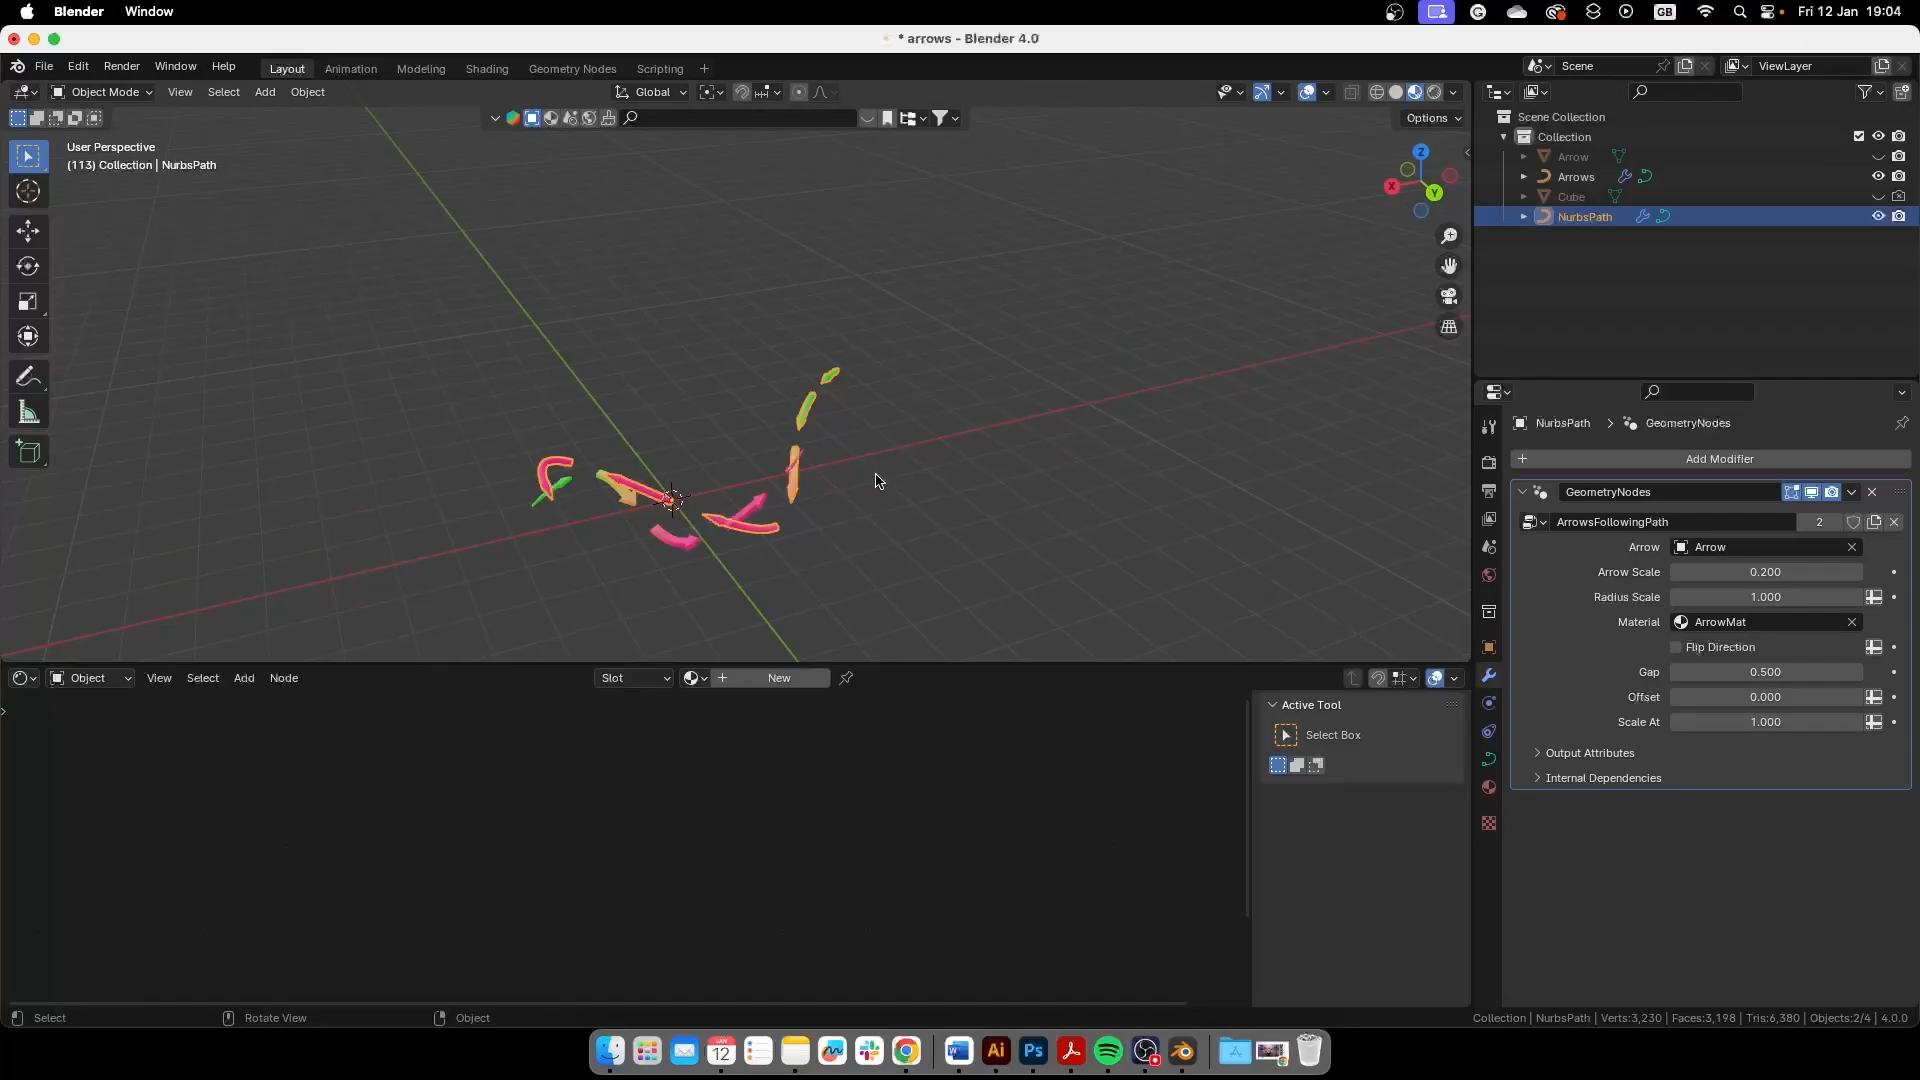 Blender Window GB Fri 12 Jan 19:04
* arrows - Blender 4.0
File Edit Render Window Help Layout Animation Modeling Shading Geometry Nodes Scripting Scene ViewLayer
Object Mode View Select Add Object Global
Options
User Perspective
(113) Collection | NurbsPath
Z
X Y
Scene Collection
Collection
Arrow
Arrows
Cube
NurbsPath
NurbsPath GeometryNodes
Add Modifier
GeometryNodes
ArrowsFollowingPath 2
Arrow Arrow
Arrow Scale 0.200
Radius Scale 1.000
Material ArrowMat
Flip Direction
Gap 0.500
Offset 0.000
Scale At 1.000
Output Attributes
Internal Dependencies
Object View Select Add Node Slot New
Active Tool
Select Box
Select Rotate View Object Collection | NurbsPath | Verts:3,230 | Faces:3,198 | Tris:6,380 | Objects:2/4 | 4.0.0
JAN
12
W Ai Ps